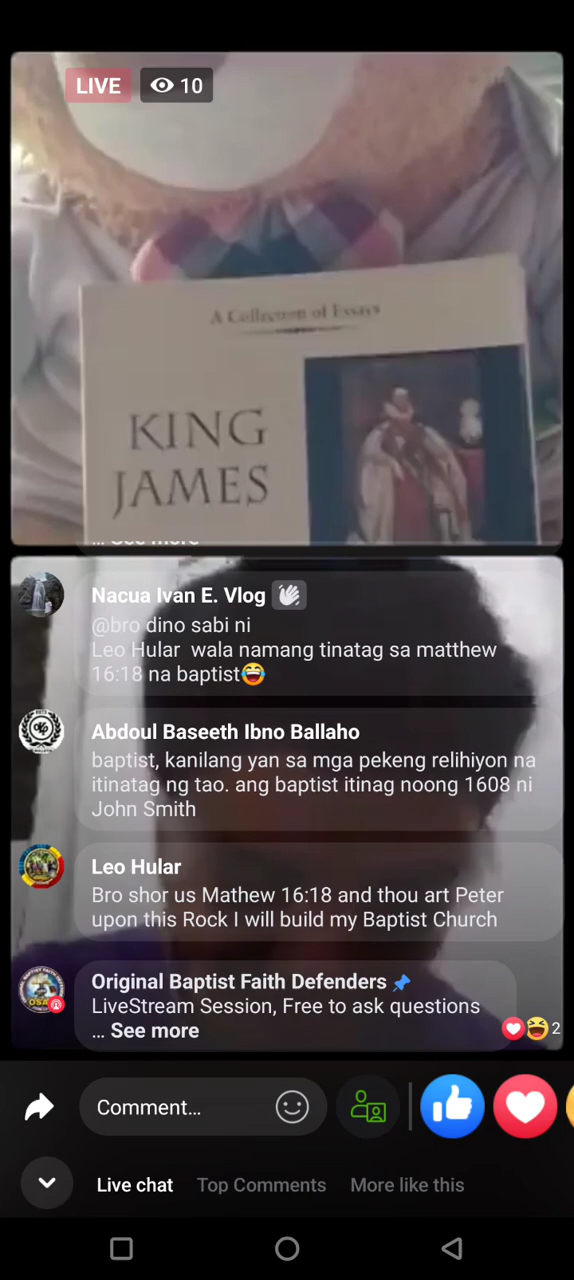 LIVE
10
A Collection of Essays
KING
JAMES
... See more
Nacua Ivan E. Vlog
@bro dino sabi ni
Leo Hular wala namang tinatag sa matthew
16:18 na baptist😂
Abdoul Baseeth Ibno Ballaho
baptist, kanilang yan sa mga pekeng relihiyon na
itinatag ng tao. ang baptist itinag noong 1608 ni
John Smith
Leo Hular
Bro shor us Mathew 16:18 and thou art Peter
upon this Rock I will build my Baptist Church
Original Baptist Faith Defenders
LiveStream Session, Free to ask questions
... See more
2
Comment...
Live chat Top Comments More like this